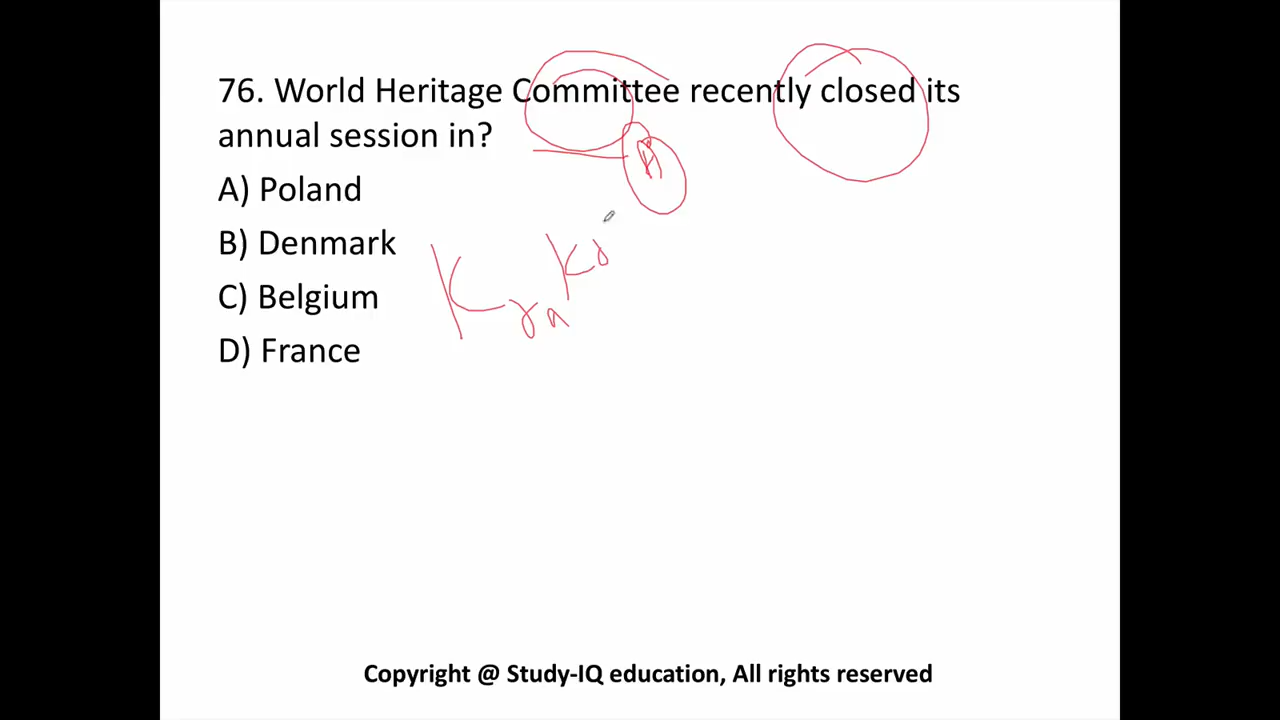 76. World Heritage Committee recently closed its
annual session in?
A) Poland
B) Denmark
C) Belgium
D) France
Copyright @ Study-IQ education, All rights reserved